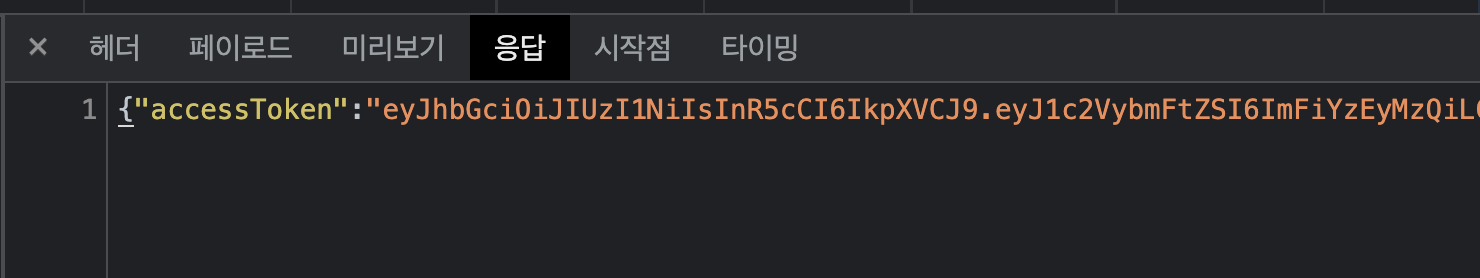 × 헤더 페이로드 미리보기 응답 시작점 타이밍
1 {"accessToken":"eyJhbGciOiJIUzI1NiIsInR5cCI6IkpXVCJ9.eyJ1c2VybmFtZSI6ImFiYzEyMzQiL